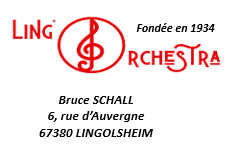 LING'
Fondée en 1934
ORCHESTRA
Bruce SCHALL
6, rue d'Auvergne
67380 LINGOLSHEIM